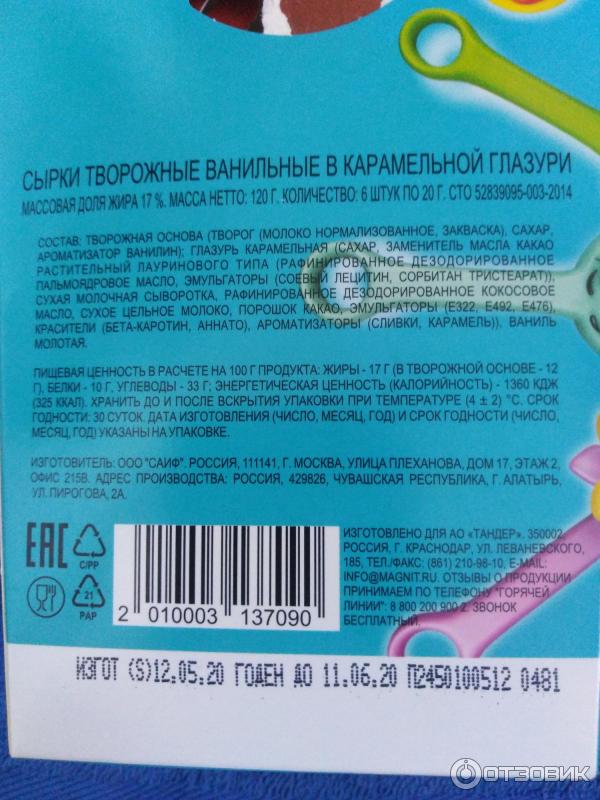 СЫРКИ ТВОРОЖНЫЕ ВАНИЛЬНЫЕ В КАРАМЕЛЬНОЙ ГЛАЗУРИ
МАССОВАЯ ДОЛЯ ЖИРА 17 %. МАССА НЕТТО: 120 Г. КОЛИЧЕСТВО: 6 ШТУК ПО 20 Г. СТО 52839095-003-2014
СОСТАВ: ТВОРОЖНАЯ ОСНОВА (ТВОРОГ (МОЛОКО НОРМАЛИЗОВАННОЕ, ЗАКВАСКА), САХАР,
АРОМАТИЗАТОР ВАНИЛИН); ГЛАЗУРЬ КАРАМЕЛЬНАЯ (САХАР, ЗАМЕНИТЕЛЬ МАСЛА КАКАО
РАСТИТЕЛЬНЫЙ ЛАУРИНОВОГО ТИПА (РАФИНИРОВАННОЕ ДЕЗОДОРИРОВАННОЕ
ПАЛЬМОЯДРОВОЕ МАСЛО, ЭМУЛЬГАТОРЫ (СОЕВЫЙ ЛЕЦИТИН, СОРБИТАН ТРИСТЕАРАТ)),
СУХАЯ МОЛОЧНАЯ СЫВОРОТКА, РАФИНИРОВАННОЕ ДЕЗОДОРИРОВАННОЕ КОКОСОВОЕ
МАСЛО, СУХОЕ ЦЕЛЬНОЕ МОЛОКО, ПОРОШОК КАКАО, ЭМУЛЬГАТОРЫ (Е322, Е492, Е476),
КРАСИТЕЛИ (БЕТА-КАРОТИН, АННАТО), АРОМАТИЗАТОРЫ (СЛИВКИ, КАРАМЕЛЬ)), ВАНИЛЬ
МОЛОТАЯ.
ПИЩЕВАЯ ЦЕННОСТЬ В РАСЧЕТЕ НА 100 Г ПРОДУКТА: ЖИРЫ - 17 Г (В ТВОРОЖНОЙ ОСНОВЕ - 12
Г), БЕЛКИ - 10 Г, УГЛЕВОДЫ - 33 Г; ЭНЕРГЕТИЧЕСКАЯ ЦЕННОСТЬ (КАЛОРИЙНОСТЬ) - 1360 КДЖ
(325 ККАЛ). ХРАНИТЬ ДО И ПОСЛЕ ВСКРЫТИЯ УПАКОВКИ ПРИ ТЕМПЕРАТУРЕ (4 ± 2) °С. СРОК
ГОДНОСТИ: 30 СУТОК. ДАТА ИЗГОТОВЛЕНИЯ (ЧИСЛО, МЕСЯЦ, ГОД) И СРОК ГОДНОСТИ (ЧИСЛО,
МЕСЯЦ, ГОД) УКАЗАНЫ НА УПАКОВКЕ.
ИЗГОТОВИТЕЛЬ: ООО "САИФ". РОССИЯ, 111141, Г. МОСКВА, УЛИЦА ПЛЕХАНОВА, ДОМ 17, ЭТАЖ 2,
ОФИС 215В. АДРЕС ПРОИЗВОДСТВА: РОССИЯ, 429826, ЧУВАШСКАЯ РЕСПУБЛИКА, Г. АЛАТЫРЬ,
УЛ. ПИРОГОВА, 2А.
EAC
C/PP
21
PAP
2 010003 137090
ИЗГОТОВЛЕНО ДЛЯ АО «ТАНДЕР». 350002,
РОССИЯ, Г. КРАСНОДАР, УЛ. ЛЕВАНЕВСКОГО,
185, ТЕЛ./ФАКС: (861) 210-98-10, E-MAIL:
INFO@MAGNIT.RU. ОТЗЫВЫ О ПРОДУКЦИИ
ПРИНИМАЕМ ПО ТЕЛЕФОНУ "ГОРЯЧЕЙ
ЛИНИИ": 8 800 200 900 2. ЗВОНОК
БЕСПЛАТНЫЙ.
ИЗГОТ (S)12.05.20 ГОДЕН ДО 11.06.20 П2450100512 0481
ОТЗОВИК